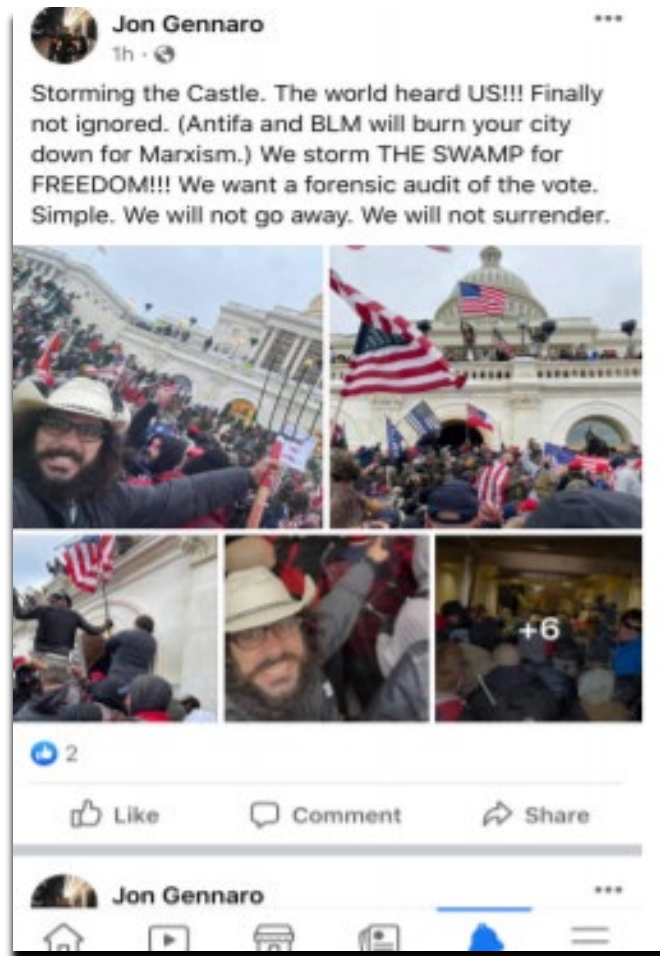 Jon Gennaro
1h
Storming the Castle. The world heard US!!! Finally
not ignored. (Antifa and BLM will burn your city
down for Marxism.) We storm THE SWAMP for
FREEDOM!!! We want a forensic audit of the vote.
Simple. We will not go away. We will not surrender.
+6
2
Like
Comment
Share
Jon Gennaro